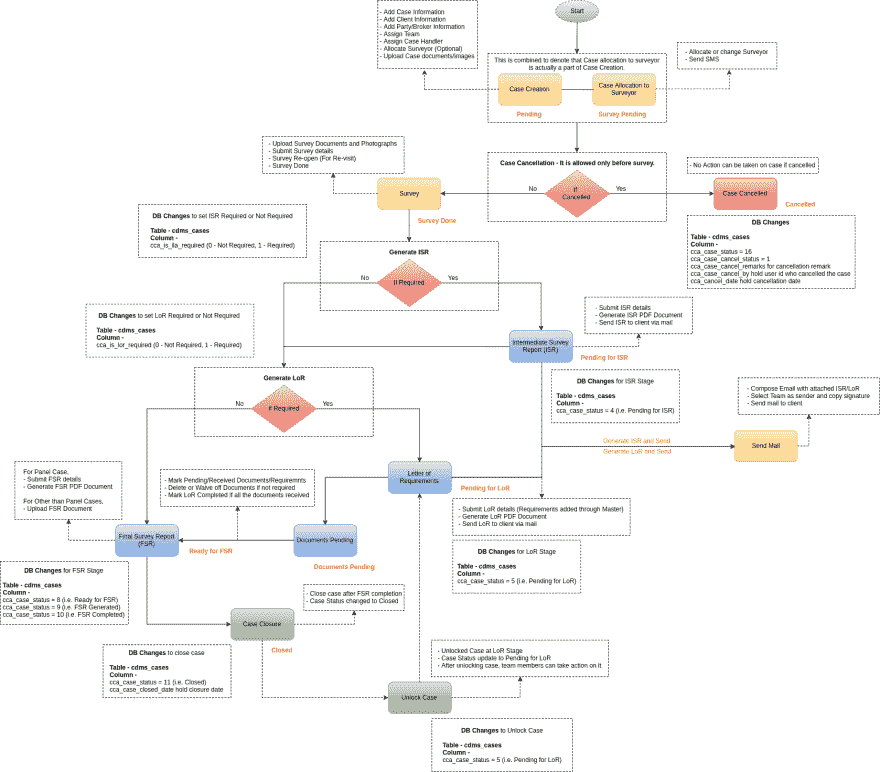 Start
- Add Case Information
- Add Client Information
- Add Party/Broker Information
- Assign Team
- Assign Case Handler
- Allocate Surveyor (Optional)
- Upload Case documents/images
This is combined to denote that Case allocation to surveyor
is actually a part of Case Creation.
Case Creation
Case Allocation to
Surveyor
Pending
Survey Pending
- Allocate or change Surveyor
- Send SMS
- Upload Survey Documents and Photographs
- Submit Survey details
- Survey Re-open (For Re-visit)
- Survey Done
Case Cancellation - It is allowed only before survey.
No
If
Cancelled
Yes
- No Action can be taken on case if cancelled
Case Cancelled
Cancelled
Survey
Survey Done
DB Changes
Table - cdms_cases
Column -
cca_case_status = 16
cca_case_cancel_status = 1
cca_case_cancel_remarks for cancellation remark
cca_case_cancel_by hold user id who cancelled the case
cca_cancel_date hold cancellation date
DB Changes to set ISR Required or Not Required
Table - cdms_cases
Column -
cca_is_ila_required (0 - Not Required, 1 - Required)
Generate ISR
No
If Required
Yes
- Submit ISR details
- Generate ISR PDF Document
- Send ISR to client via mail
DB Changes to set LoR Required or Not Required
Table - cdms_cases
Column -
cca_is_lor_required (0 - Not Required, 1 - Required)
Intermediate Survey
Report (ISR)
Pending for ISR
Generate LoR
No
If Required
Yes
DB Changes for ISR Stage
Table - cdms_cases
Column -
cca_case_status = 4 (i.e. Pending for ISR)
- Compose Email with attached ISR/LoR
- Select Team as sender and copy signature
- Send mail to client
Generate ISR and Send
Generate LoR and Send
Send Mail
For Panel Case,
- Submit FSR details
- Generate FSR PDF Document
For Other than Panel Cases,
- Upload FSR Document
- Mark Pending/Received Documents/Requiremnts
- Delete or Waive off Documents if not required
- Mark LoR Completed if all the documents received
Letter of
Requirements
Pending for LoR
- Submit LoR details (Requirements added through Master)
- Generate LoR PDF Document
- Send LoR to client via mail
Final Survey Report
(FSR)
Ready for FSR
Documents Pending
Documents Pending
DB Changes for LoR Stage
Table - cdms_cases
Column -
cca_case_status = 5 (i.e. Pending for LoR)
DB Changes for FSR Stage
Table - cdms_cases
Column -
cca_case_status = 8 (i.e. Ready for FSR)
cca_case_status = 9 (i.e. FSR Generated)
cca_case_status = 10 (i.e. FSR Completed)
- Close case after FSR completion
- Case Status changed to Closed
Case Closure
Closed
DB Changes to close case
Table - cdms_cases
Column -
cca_case_status = 11 (i.e. Closed)
cca_case_closed_date hold closure date
- Unlocked Case at LoR Stage
- Case Status update to Pending for LoR
- After unlocking case, team members can take action on it
Unlock Case
DB Changes to Unlock Case
Table - cdms_cases
Column -
cca_case_status = 5 (i.e. Pending for LoR)